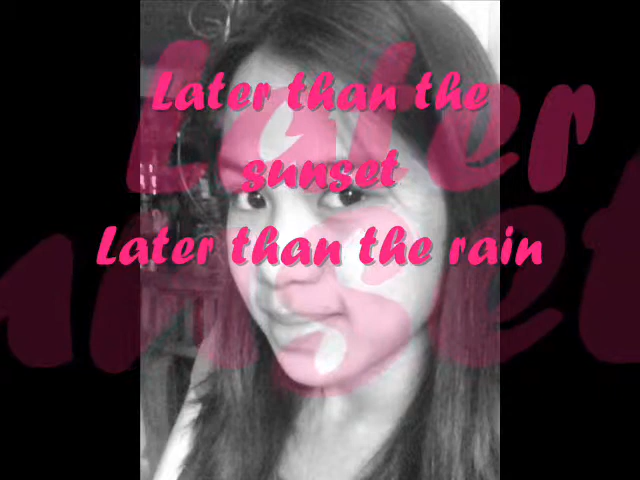 Later than the
sunset
Later than the rain